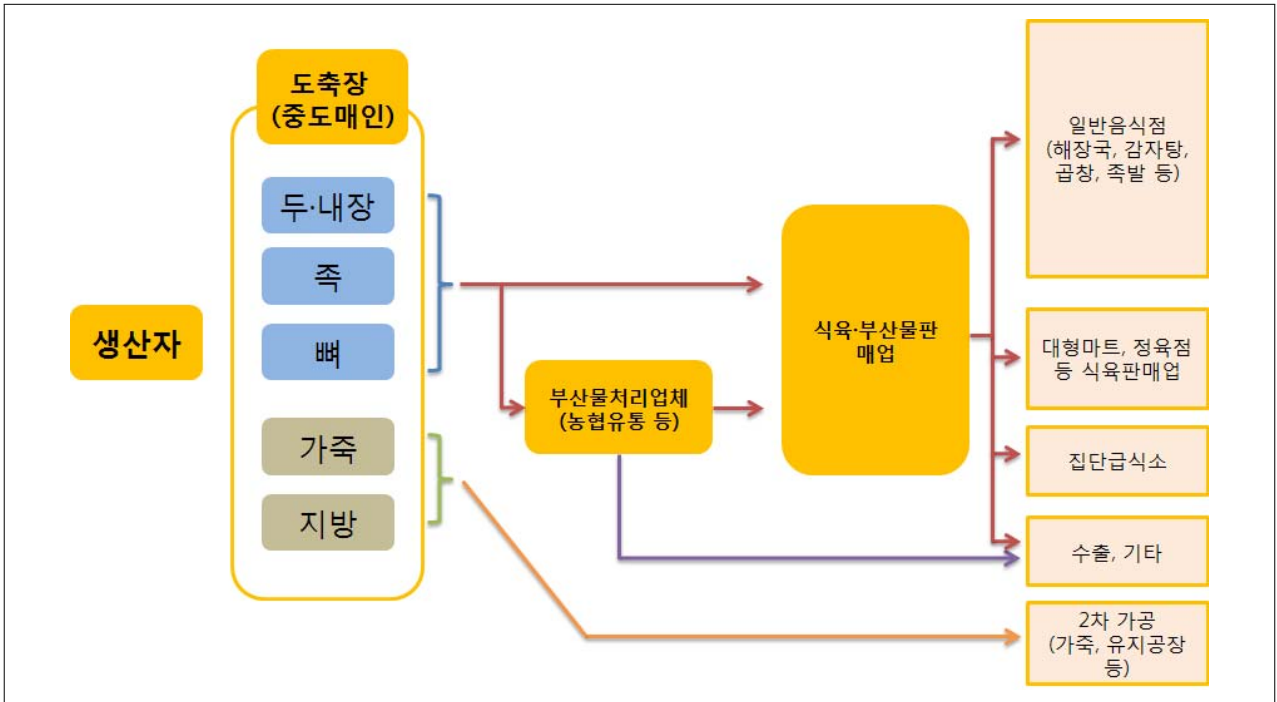 생산자
도축장
(중도매인)
두·내장
족
뼈
가죽
지방
부산물처리업체
(농협유통 등)
식육·부산물판
매업
일반음식점
(해장국, 감자탕,
곱창, 족발 등)
대형마트, 정육점
등 식육판매업
집단급식소
수출, 기타
2차 가공
(가죽, 유지공장
등)